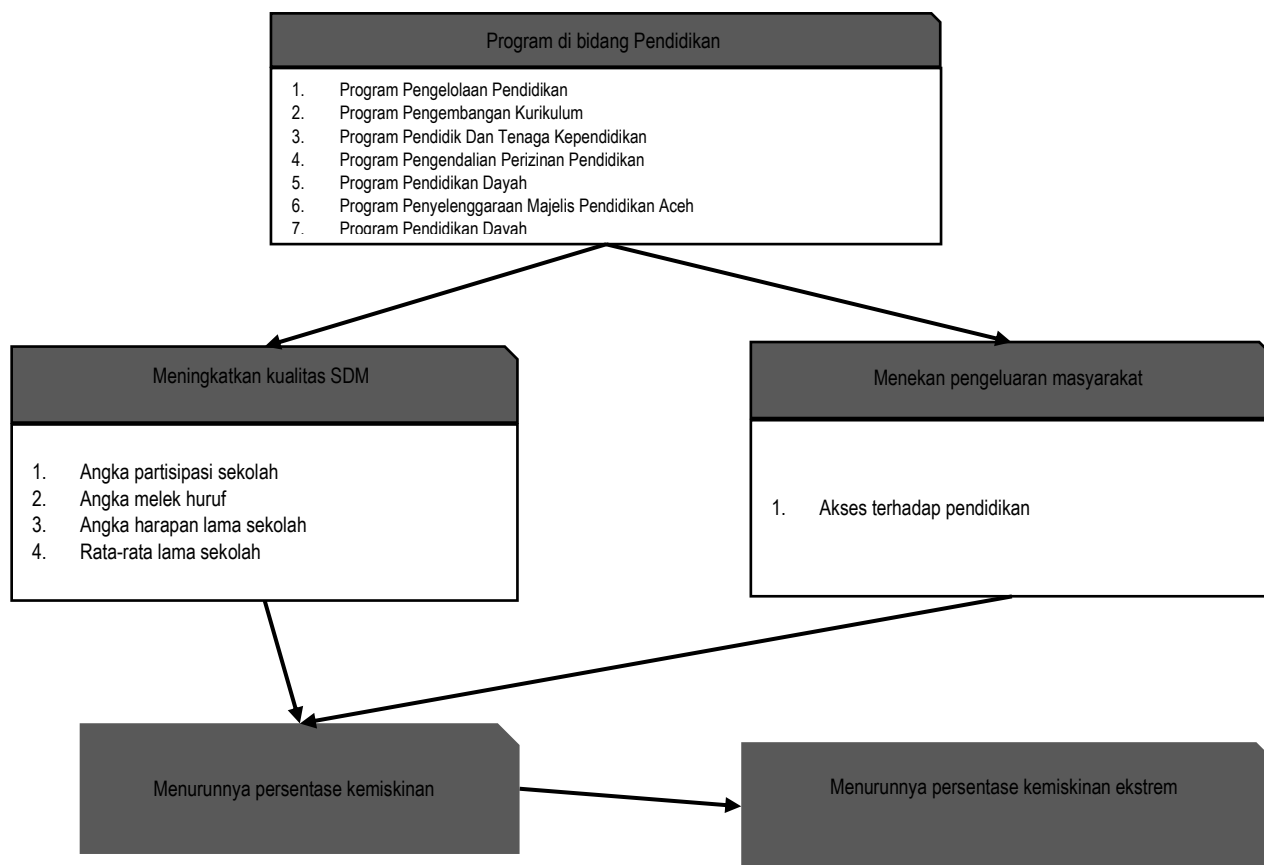 Program di bidang Pendidikan
1. Program Pengelolaan Pendidikan
2. Program Pengembangan Kurikulum
3. Program Pendidik Dan Tenaga Kependidikan
4. Program Pengendalian Perizinan Pendidikan
5. Program Pendidikan Dayah
6. Program Penyelenggaraan Majelis Pendidikan Aceh
7. Program Pendidikan Dayah
Meningkatkan kualitas SDM
1. Angka partisipasi sekolah
2. Angka melek huruf
3. Angka harapan lama sekolah
4. Rata-rata lama sekolah
Menekan pengeluaran masyarakat
1. Akses terhadap pendidikan
Menurunnya persentase kemiskinan
Menurunnya persentase kemiskinan ekstrem